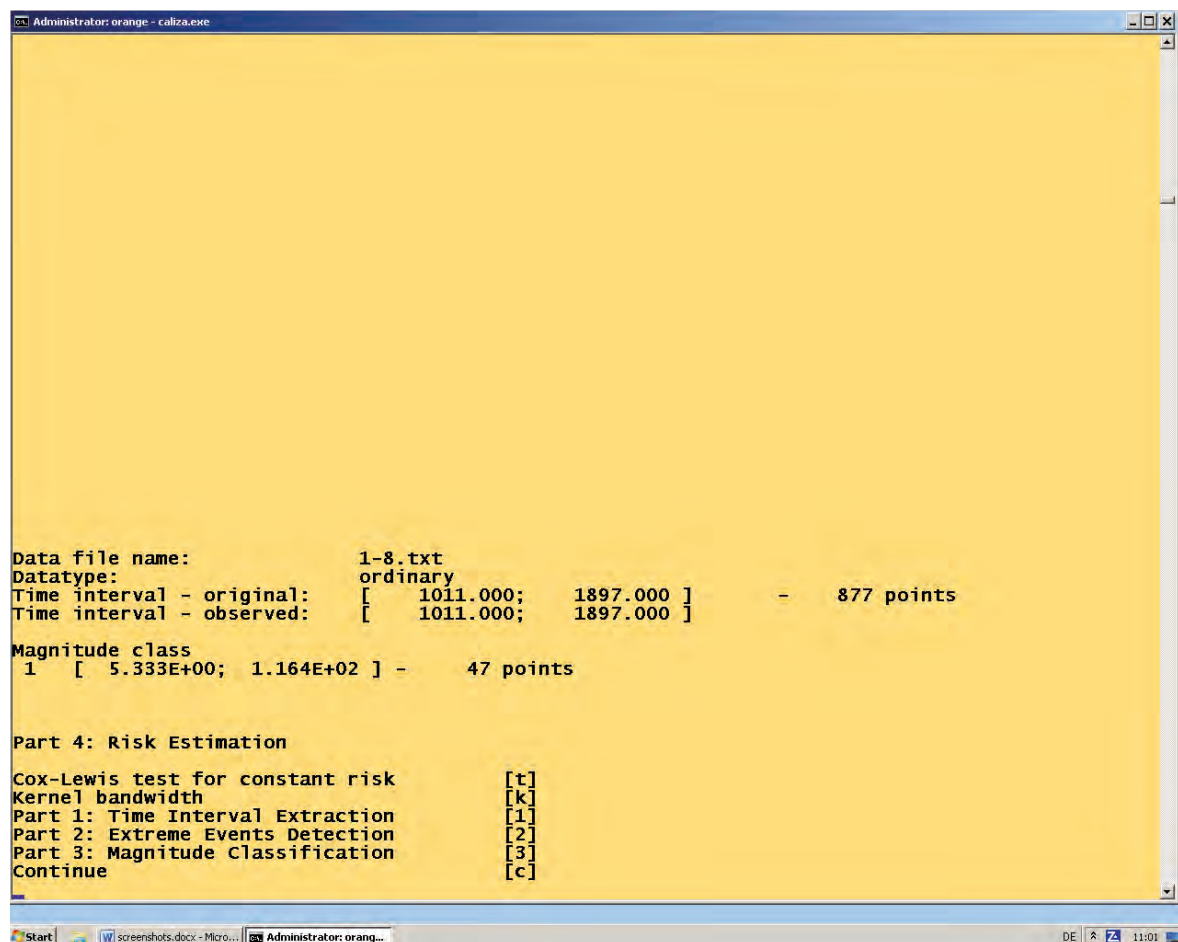 Administrator: orange - caliza.exe
Data file name: 1-8.txt
Datatype: ordinary
Time interval - original: [ 1011.000; 1897.000 ] - 877 points
Time interval - observed: [ 1011.000; 1897.000 ]
Magnitude class
1 [ 5.333E+00; 1.164E+02 ] - 47 points
Part 4: Risk Estimation
Cox-Lewis test for constant risk [t]
Kernel bandwidth [k]
Part 1: Time Interval Extraction [1]
Part 2: Extreme Events Detection [2]
Part 3: Magnitude Classification [3]
Continue [c]
Start screenshots.docx - Micro... Administrator: orang... DE 11:01